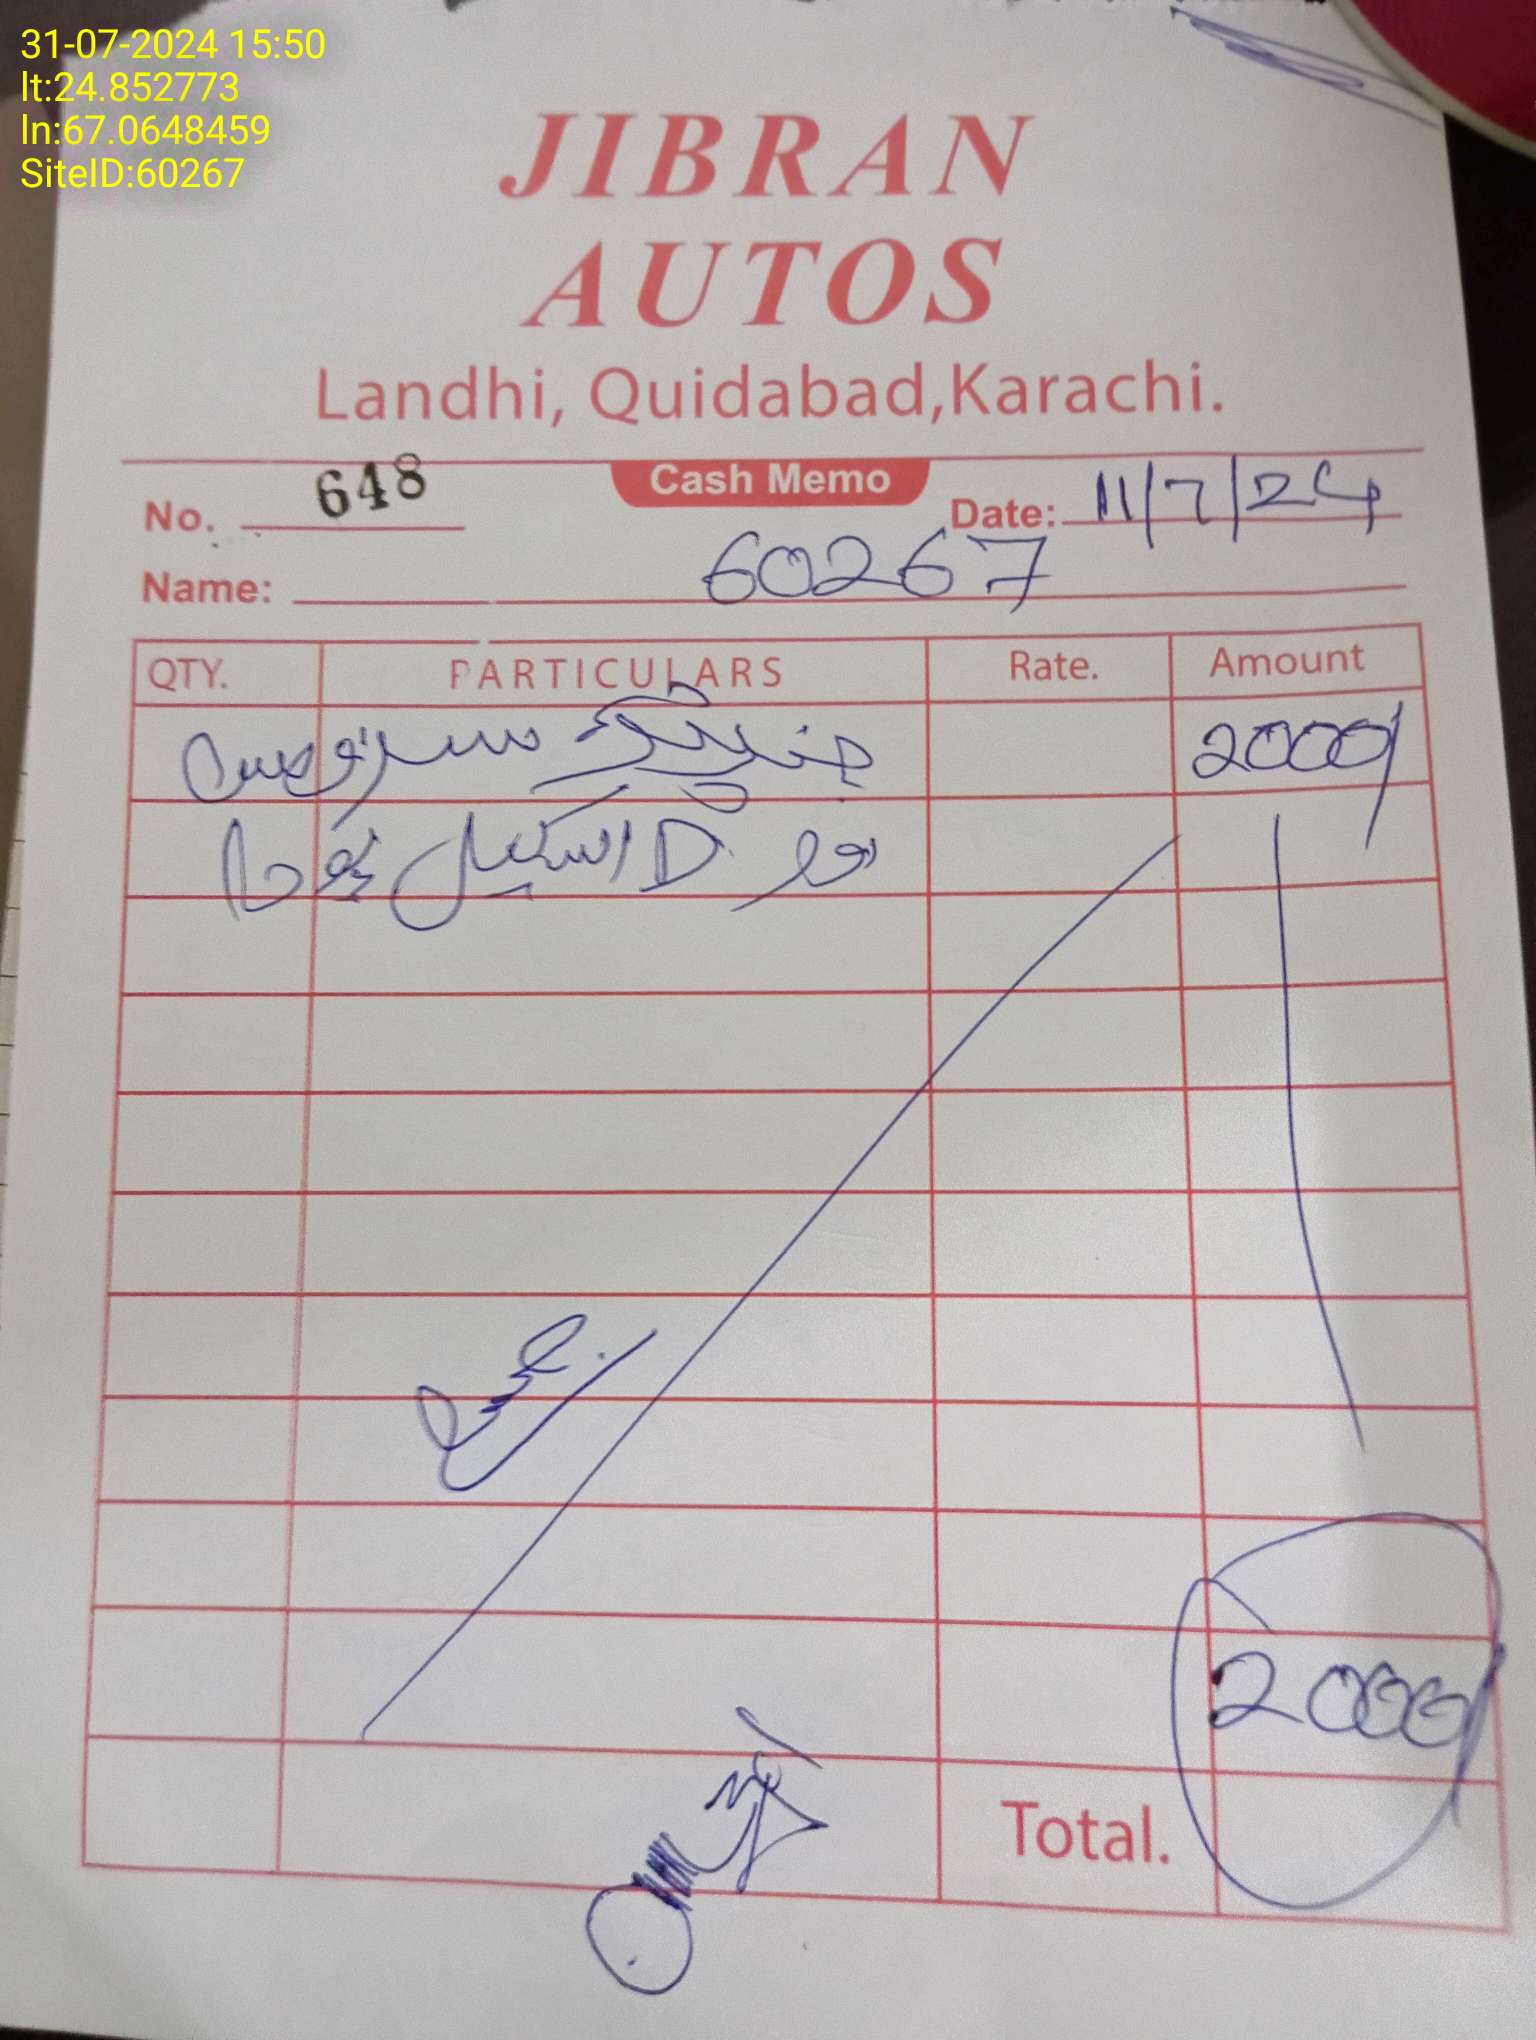 31-07-2024 15:50
lt:24.852773
ln:67.0648459
SiteID:60267
JIBRAN
AUTOS
Landhi, Quidabad,Karachi.
Cash Memo
No. 648
Date: 11/7/24
Name: 60267
QTY. PARTICULARS Rate. Amount
سروس 2000/
اور
2000/
Total.